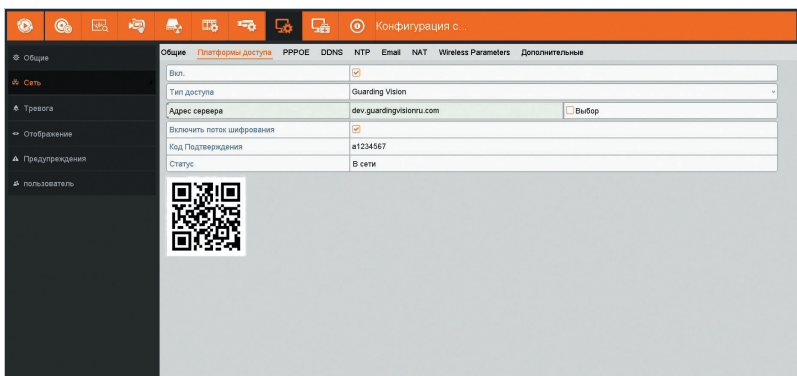 Конфигурация с...
Общие
Сеть
Тревога
Отображение
Предупреждения
пользователь
Общие Платформы доступа PPPOE DDNS NTP Email NAT Wireless Parameters Дополнительные
Вкл.
Тип доступа Guarding Vision
Адрес сервера dev.guardingvisionru.com Выбор
Включить поток шифрования
Код Подтверждения a1234567
Статус В сети